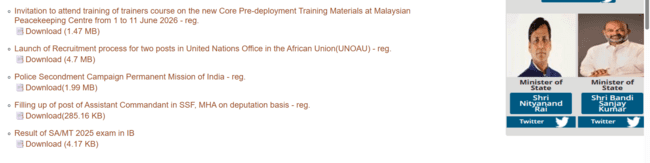 Invitation to attend training of trainers course on the new Core Pre-deployment Training Materials at Malaysian
Peacekeeping Centre from 1 to 11 June 2026 - reg.
Download (1.47 MB)
Launch of Recruitment process for two posts in United Nations Office in the African Union(UNOAU) - reg.
Download (4.7 MB)
Police Secondment Campaign Permanent Mission of India - reg.
Download(1.99 MB)
Filling up of post of Assistant Commandant in SSF, MHA on deputation basis - reg.
Download(285.16 KB)
Result of SA/MT 2025 exam in IB
Download (4.17 KB)
Minister of
State
Shri
Nityanand
Rai
Twitter
Minister of
State
Shri Bandi
Sanjay
Kumar
Twitter